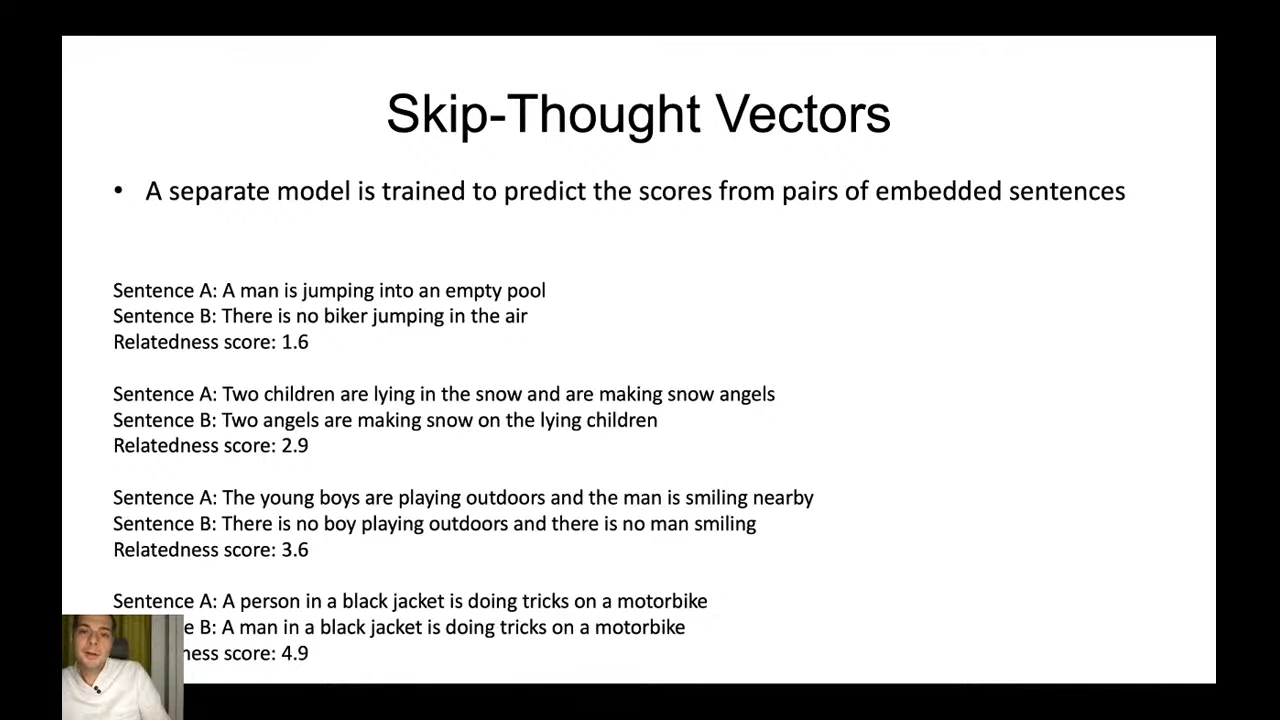 Skip-Thought Vectors
• A separate model is trained to predict the scores from pairs of embedded sentences
Sentence A: A man is jumping into an empty pool
Sentence B: There is no biker jumping in the air
Relatedness score: 1.6
Sentence A: Two children are lying in the snow and are making snow angels
Sentence B: Two angels are making snow on the lying children
Relatedness score: 2.9
Sentence A: The young boys are playing outdoors and the man is smiling nearby
Sentence B: There is no boy playing outdoors and there is no man smiling
Relatedness score: 3.6
Sentence A: A person in a black jacket is doing tricks on a motorbike
B: A man in a black jacket is doing tricks on a motorbike
score: 4.9